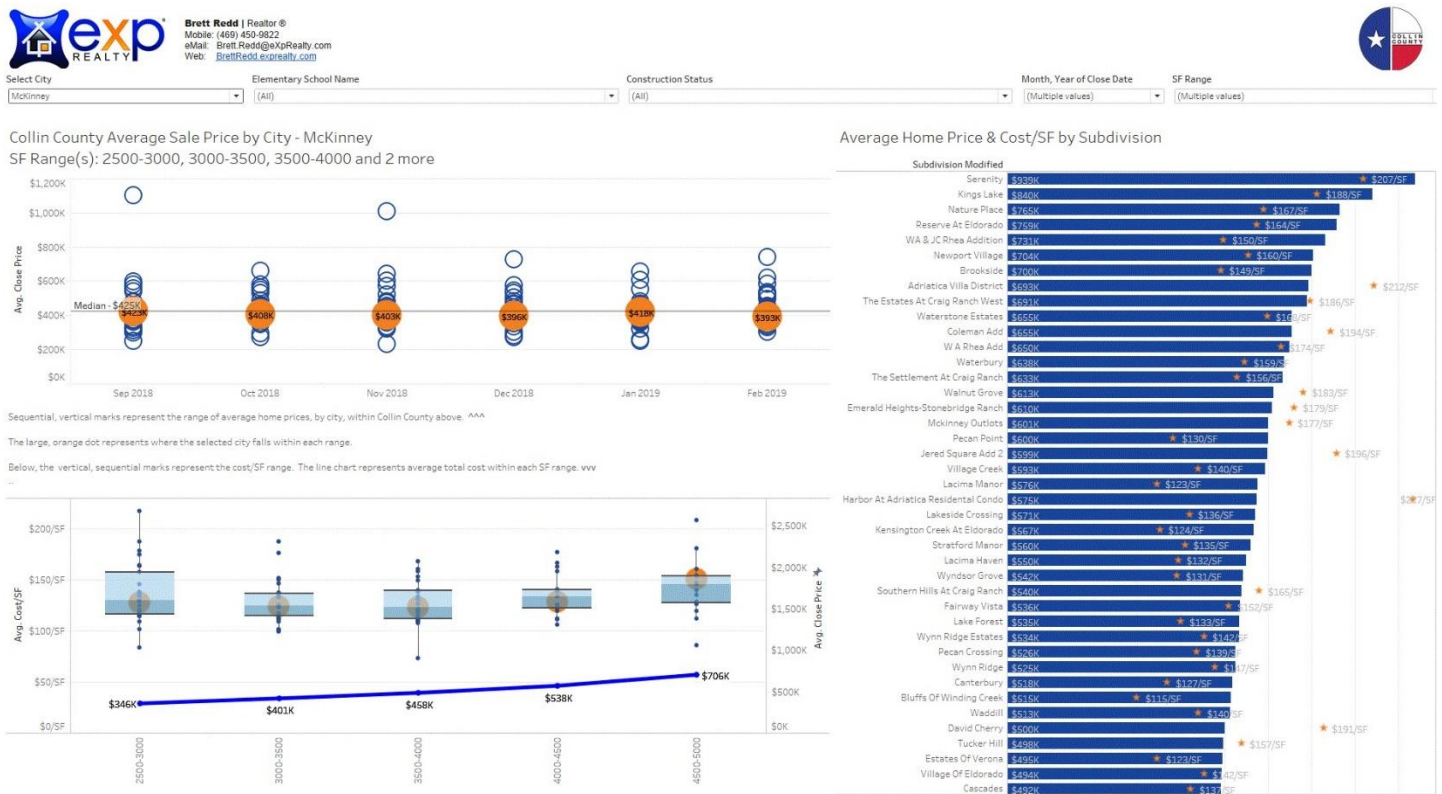 exp
REALTY
Brett Redd | Realtor ®
Mobile: (469) 450-9822
eMail: Brett.Redd@eXpRealty.com
Web: BrettRedd.exprealty.com
COLLIN
COUNTY
Select City
Elementary School Name
Construction Status
Month, Year of Close Date
SF Range
McKinney
(All)
(All)
(Multiple values)
(Multiple values)
Collin County Average Sale Price by City - McKinney
SF Range(s): 2500-3000, 3000-3500, 3500-4000 and 2 more
Avg. Close Price
$1,200K
$1,000K
$800K
$600K
$400K
$200K
$0K
Median - $425K
$423K
$408K
$403K
$396K
$418K
$393K
Sep 2018
Oct 2018
Nov 2018
Dec 2018
Jan 2019
Feb 2019
Sequential, vertical marks represent the range of average home prices, by city, within Collin County above. ^^^
The large, orange dot represents where the selected city falls within each range.
Below, the vertical, sequential marks represent the cost/SF range. The line chart represents average total cost within each SF range. vvv
..
Avg. Cost/SF
$200/SF
$150/SF
$100/SF
$50/SF
$0/SF
$346K
$401K
$458K
$538K
$706K
$2,500K
$2,000K
$1,500K
$1,000K
$500K
$0K
Avg. Close Price
2500-3000
3000-3500
3500-4000
4000-4500
4500-5000
Average Home Price & Cost/SF by Subdivision
Subdivision Modified
Serenity $939K $207/SF
Kings Lake $840K $188/SF
Nature Place $765K $167/SF
Reserve At Eldorado $759K $164/SF
WA & JC Rhea Addition $731K $150/SF
Newport Village $704K $160/SF
Brookside $700K $149/SF
Adriatica Villa District $693K $212/SF
The Estates At Craig Ranch West $691K $186/SF
Waterstone Estates $655K $168/SF
Coleman Add $655K $194/SF
W A Rhea Add $650K $174/SF
Waterbury $638K $159/SF
The Settlement At Craig Ranch $633K $156/SF
Walnut Grove $613K $183/SF
Emerald Heights-Stonebridge Ranch $610K $179/SF
Mckinney Outlots $601K $177/SF
Pecan Point $600K $130/SF
Jered Square Add 2 $599K $196/SF
Village Creek $593K $140/SF
Lacima Manor $576K $123/SF
Harbor At Adriatica Residental Condo $575K
Lakeside Crossing $571K $136/SF
Kensington Creek At Eldorado $567K $124/SF
Stratford Manor $560K $135/SF
Lacima Haven $550K $132/SF
Wyndsor Grove $542K $131/SF
Southern Hills At Craig Ranch $540K $165/SF
Fairway Vista $536K $152/SF
Lake Forest $535K $133/SF
Wynn Ridge Estates $534K $142/SF
Pecan Crossing $526K $139/SF
Wynn Ridge $525K $147/SF
Canterbury $518K $127/SF
Bluffs Of Winding Creek $515K $115/SF
Waddill $513K $140/SF
David Cherry $500K $191/SF
Tucker Hill $498K $157/SF
Estates Of Verona $495K $123/SF
Village Of Eldorado $494K $142/SF
Cascades $492K $137/SF